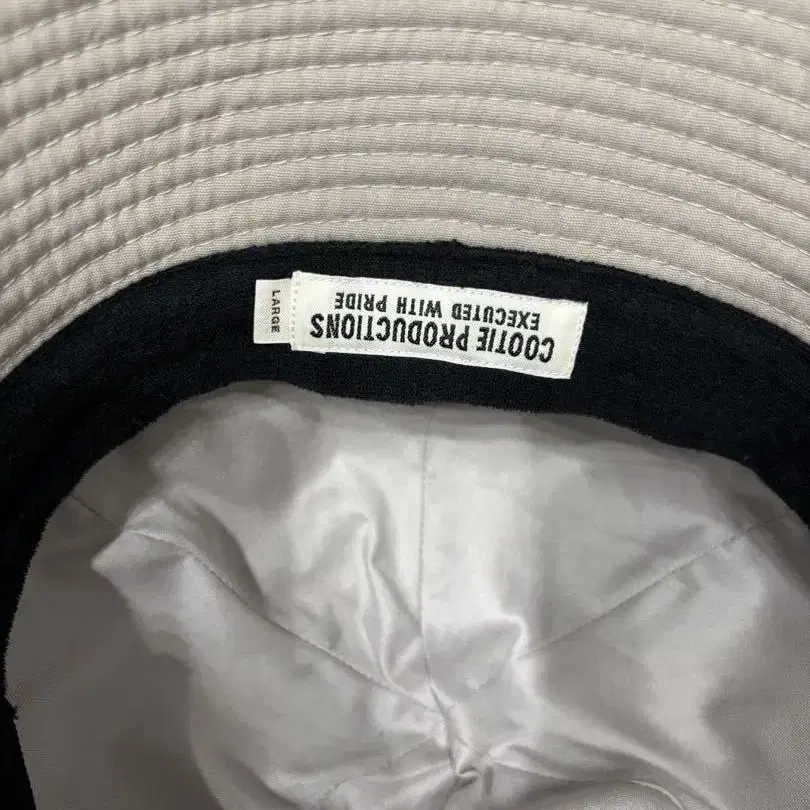 COOTIE PRODUCTIONS
EXECUTED WITH PRIDE
LARGE